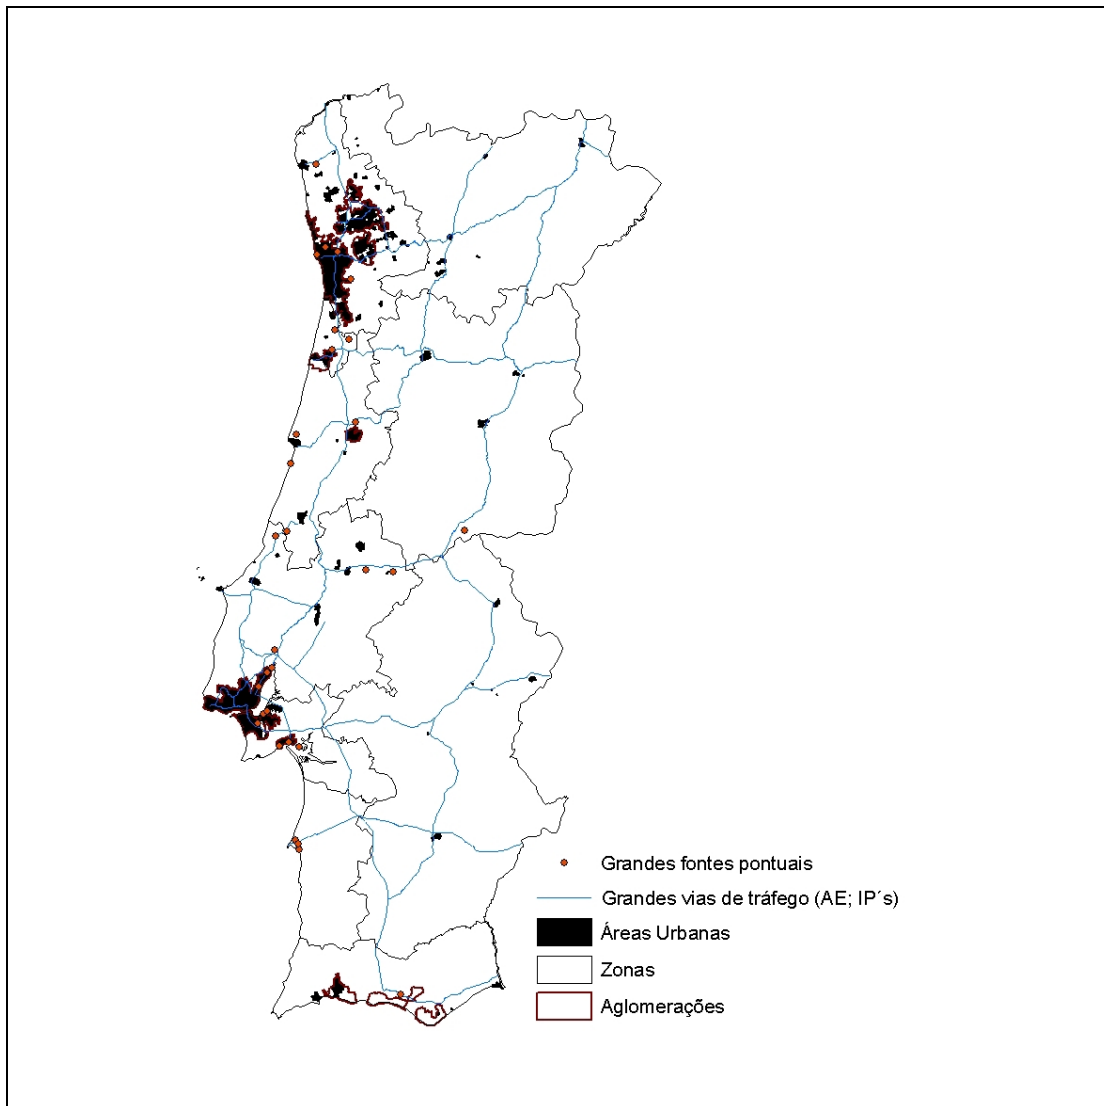 Grandes fontes pontuais
Grandes vias de tráfego (AE; IP´s)
Áreas Urbanas
Zonas
Aglomerações